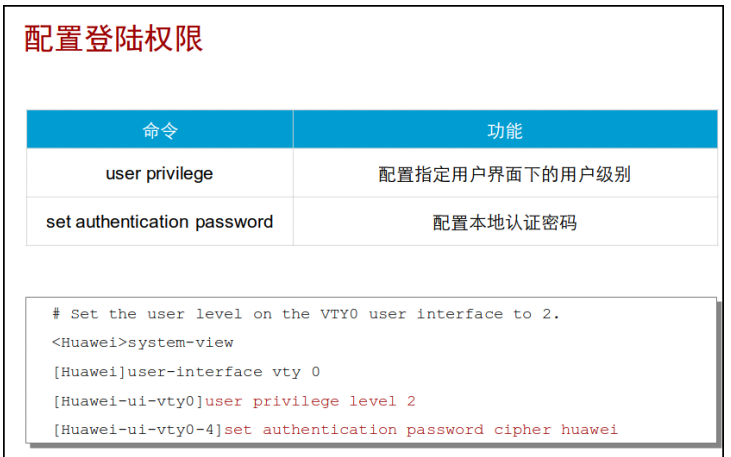 配置登陆权限
命令 功能
user privilege 配置指定用户界面下的用户级别
set authentication password 配置本地认证密码
# Set the user level on the VTY0 user interface to 2.
<Huawei>system-view
[Huawei]user-interface vty 0
[Huawei-ui-vty0]user privilege level 2
[Huawei-ui-vty0-4]set authentication password cipher huawei